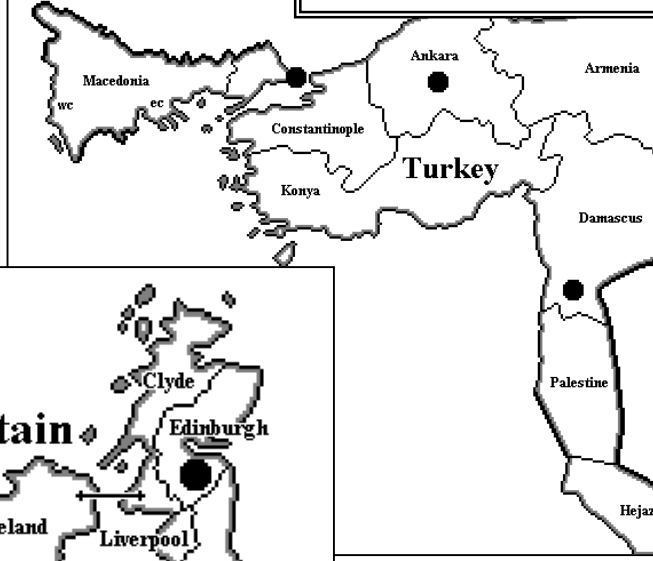 Ankara
Armenia
Macedonia
wc
ec
Constantinople
Turkey
Konya
Damascus
Palestine
Hejaz
Clyde
tain
Edinburgh
eland
Liverpool